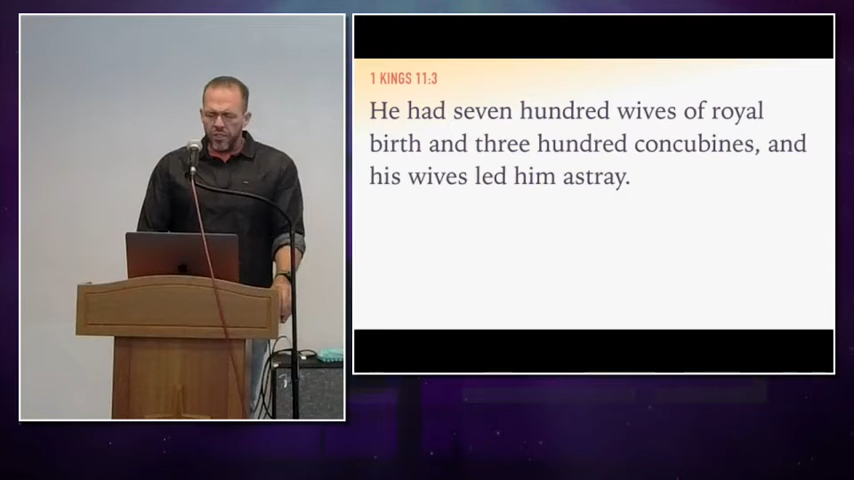 1 KINGS 11:3
He had seven hundred wives of royal
birth and three hundred concubines, and
his wives led him astray.